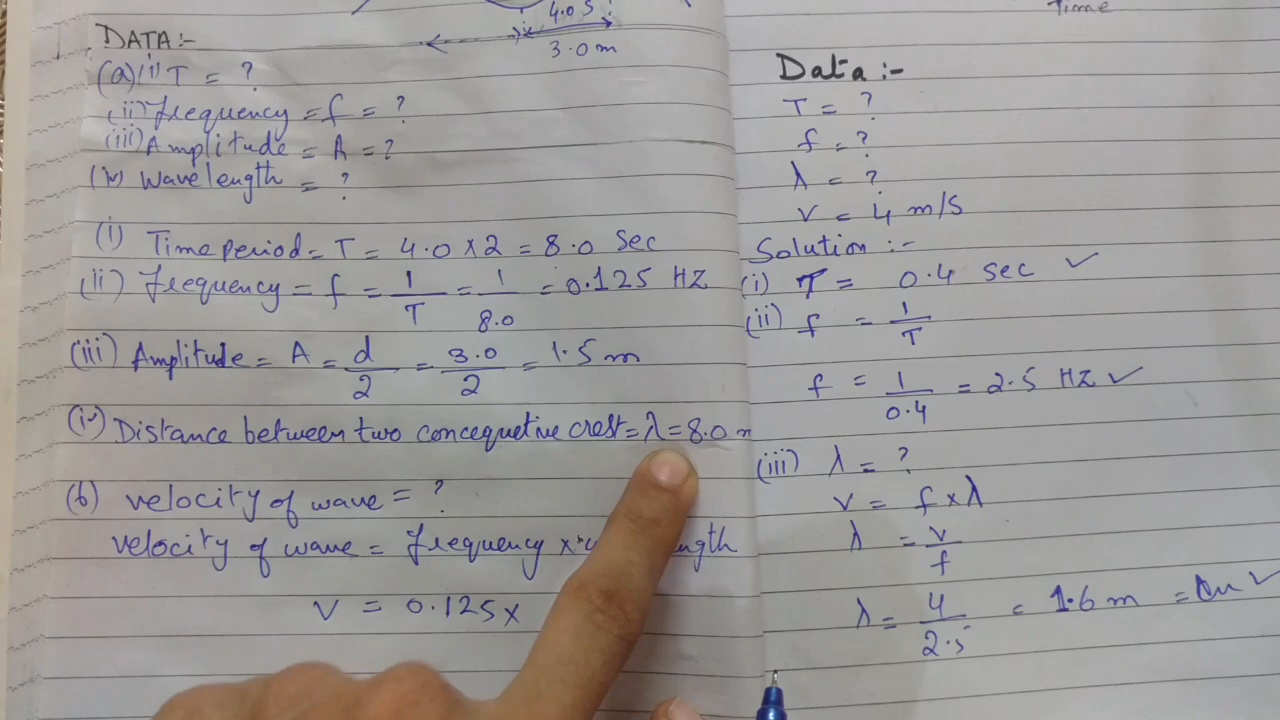 4.0 S
3.0 m
DATA :-
(a)(i) T = ?
(ii) frequency = f = ?
(iii) Amplitude = A = ?
(iv) Wavelength = ?
(i) Time period = T = 4.0 x 2 = 8.0 Sec
(ii) frequency = f = 1/T = 1/8.0 = 0.125 HZ
(iii) Amplitude = A = d/2 = 3.0/2 = 1.5 m
(iv) Distance between two concequetive crest = λ = 8.0 m
(b) velocity of wave = ?
velocity of wave = frequency x
V = 0.125 x
Time
Data :-
T = ?
f = ?
λ = ?
v = 4 m/S
Solution :-
(i) T = 0.4 sec ✓
(ii) f = 1/T
f = 1/0.4 = 2.5 HZ ✓
(iii) λ = ?
v = f x λ
λ = v/f
λ = 4/2.5 = 1.6 m =